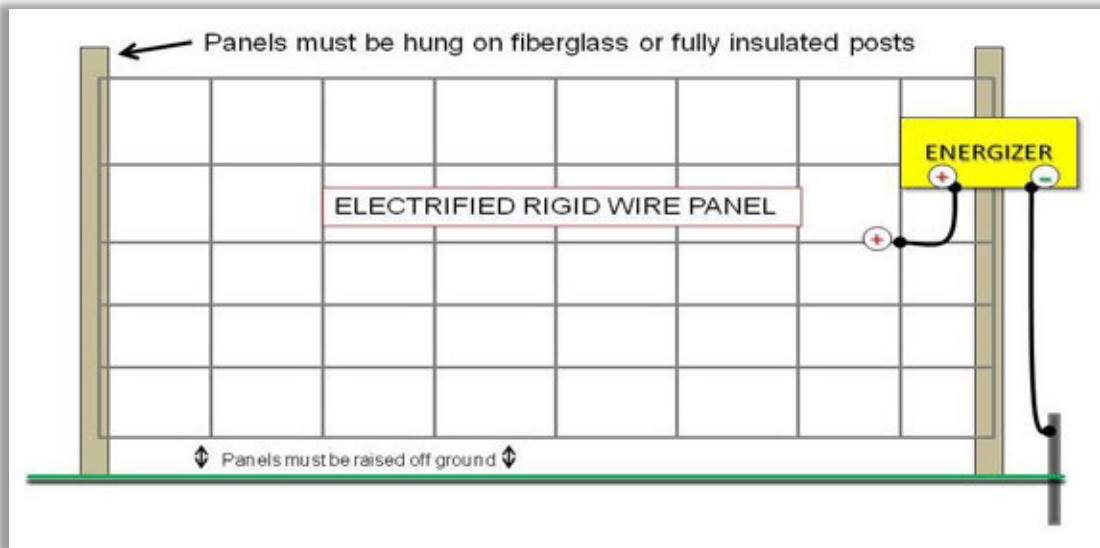 Panels must be hung on fiberglass or fully insulated posts
ENERGIZER
+ −
ELECTRIFIED RIGID WIRE PANEL
+
Panels must be raised off ground